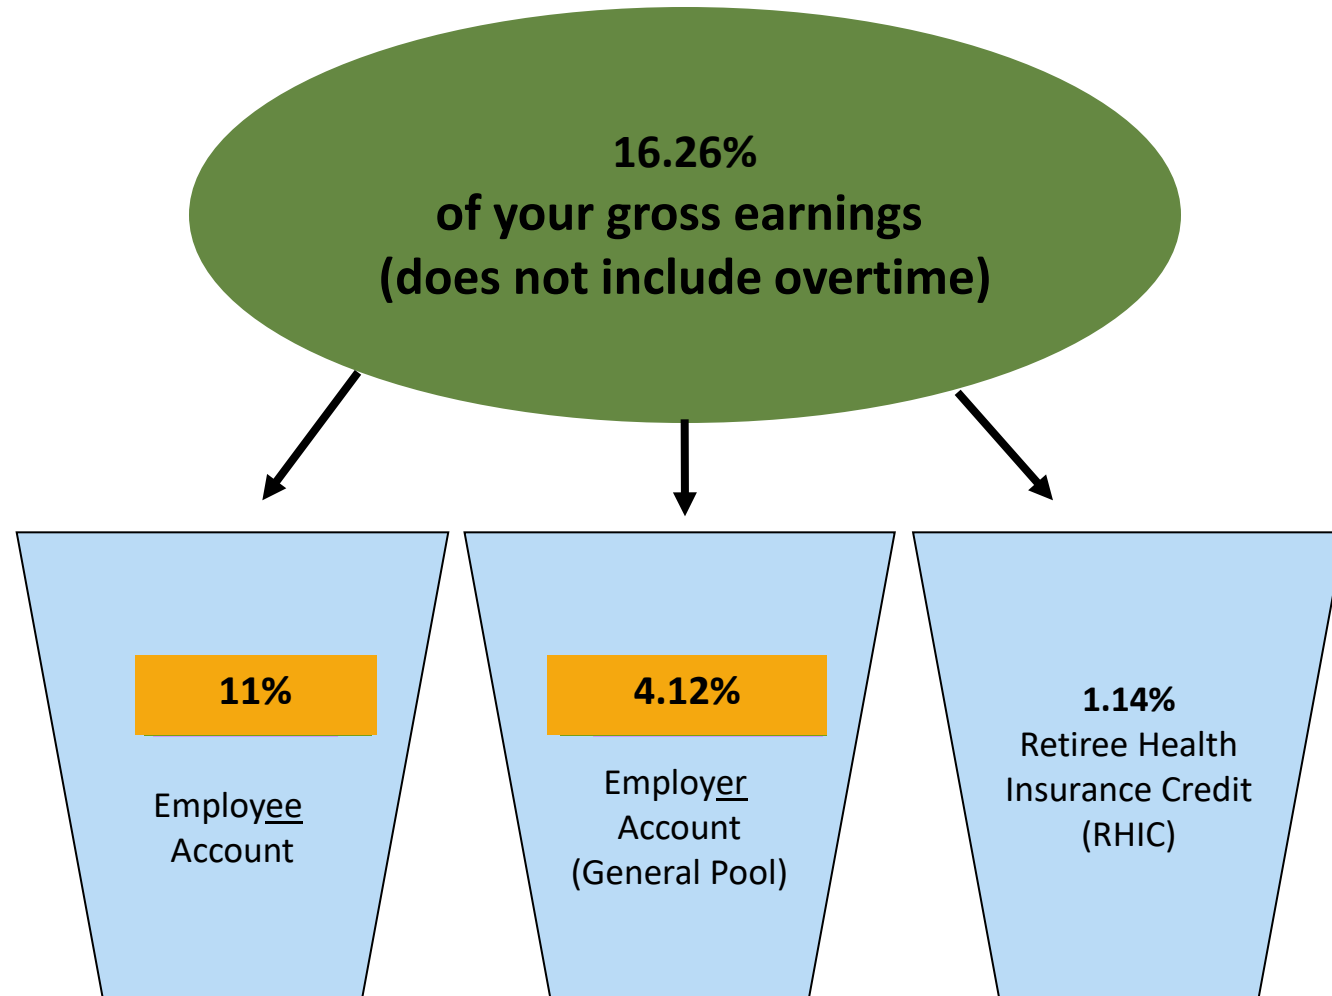 16.26%
of your gross earnings
(does not include overtime)
11%
Employee
Account
4.12%
Employer
Account
(General Pool)
1.14%
Retiree Health
Insurance Credit
(RHIC)